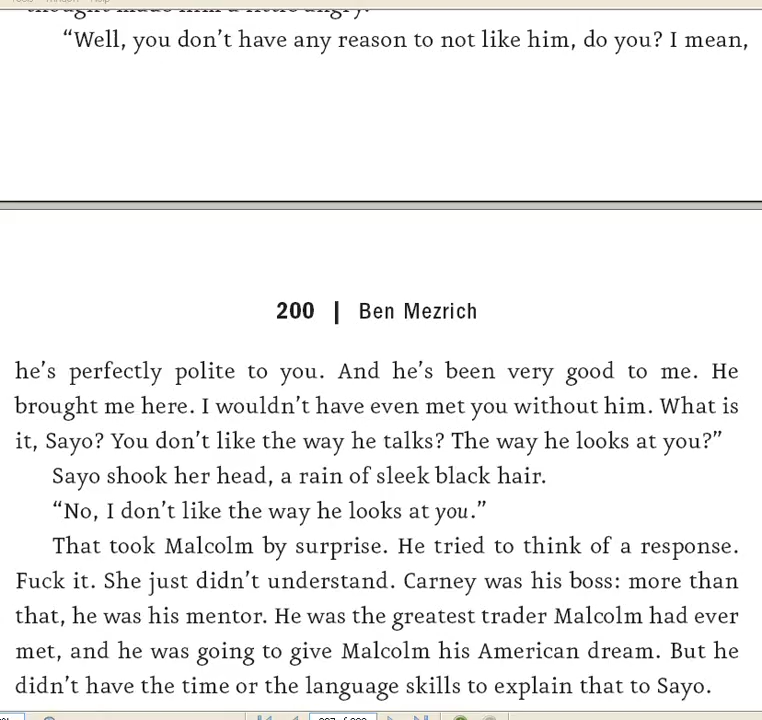 “Well, you don’t have any reason to not like him, do you? I mean,
200 | Ben Mezrich
he’s perfectly polite to you. And he’s been very good to me. He
brought me here. I wouldn’t have even met you without him. What is
it, Sayo? You don’t like the way he talks? The way he looks at you?”
Sayo shook her head, a rain of sleek black hair.
“No, I don’t like the way he looks at you.”
That took Malcolm by surprise. He tried to think of a response.
Fuck it. She just didn’t understand. Carney was his boss: more than
that, he was his mentor. He was the greatest trader Malcolm had ever
met, and he was going to give Malcolm his American dream. But he
didn’t have the time or the language skills to explain that to Sayo.